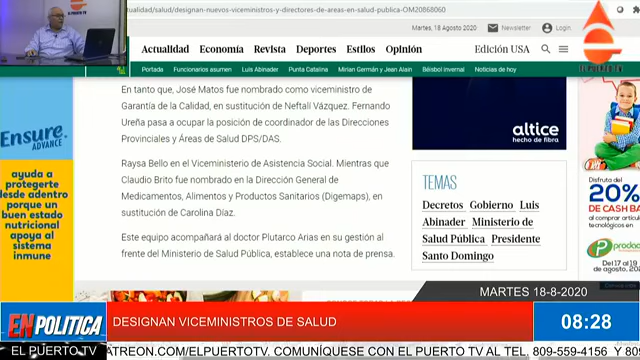 ctualidad/salud/designan-nuevos-viceministros-y-directores-de-areas-en-salud-publica-OM20868060
Martes, 18 Agosto 2020 Newsletter Login
Actualidad Economía Revista Deportes Estilos Opinión Edición USA
Portada Funcionarios asumen Luis Abinader Punta Catalina Mirian Germán y Jean Alain Béisbol invernal Noticias de hoy
En tanto que, José Matos fue nombrado como viceministro de
Garantía de la Calidad, en sustitución de Neftalí Vázquez. Fernando
Ureña pasa a ocupar la posición de coordinador de las Direcciones
Provinciales y Áreas de Salud DPS/DAS.
Raysa Bello en el Viceministerio de Asistencia Social. Mientras que
Claudio Brito fue nombrado en la Dirección General de
Medicamentos, Alimentos y Productos Sanitarios (Digemaps), en
sustitución de Carolina Díaz.
Este equipo acompañará al doctor Plutarco Arias en su gestión al
frente del Ministerio de Salud Pública, establece una nota de prensa.
altice
hecho de fibra
TEMAS
Decretos Gobierno Luis
Abinader Ministerio de
Salud Pública Presidente
Santo Domingo
Ensure
ADVANCE
ayuda a
protegerte
desde adentro
porque un
buen estado
nutricional
apoya al
sistema
inmune
Disfruta del
20%
DE CASH BA
al comprar artícu
tecnológicos en
Del 17 al 19
de agosto, 202
MARTES 18-8-2020
EN POLITICA
DESIGNAN VICEMINISTROS DE SALUD
08:28
EL PUERTO TV
ATREON.COM/ELPUERTOTV. COMUNÍQUESE CON EL PUERTO TV AL TEL. 809-559-4156 Y 809